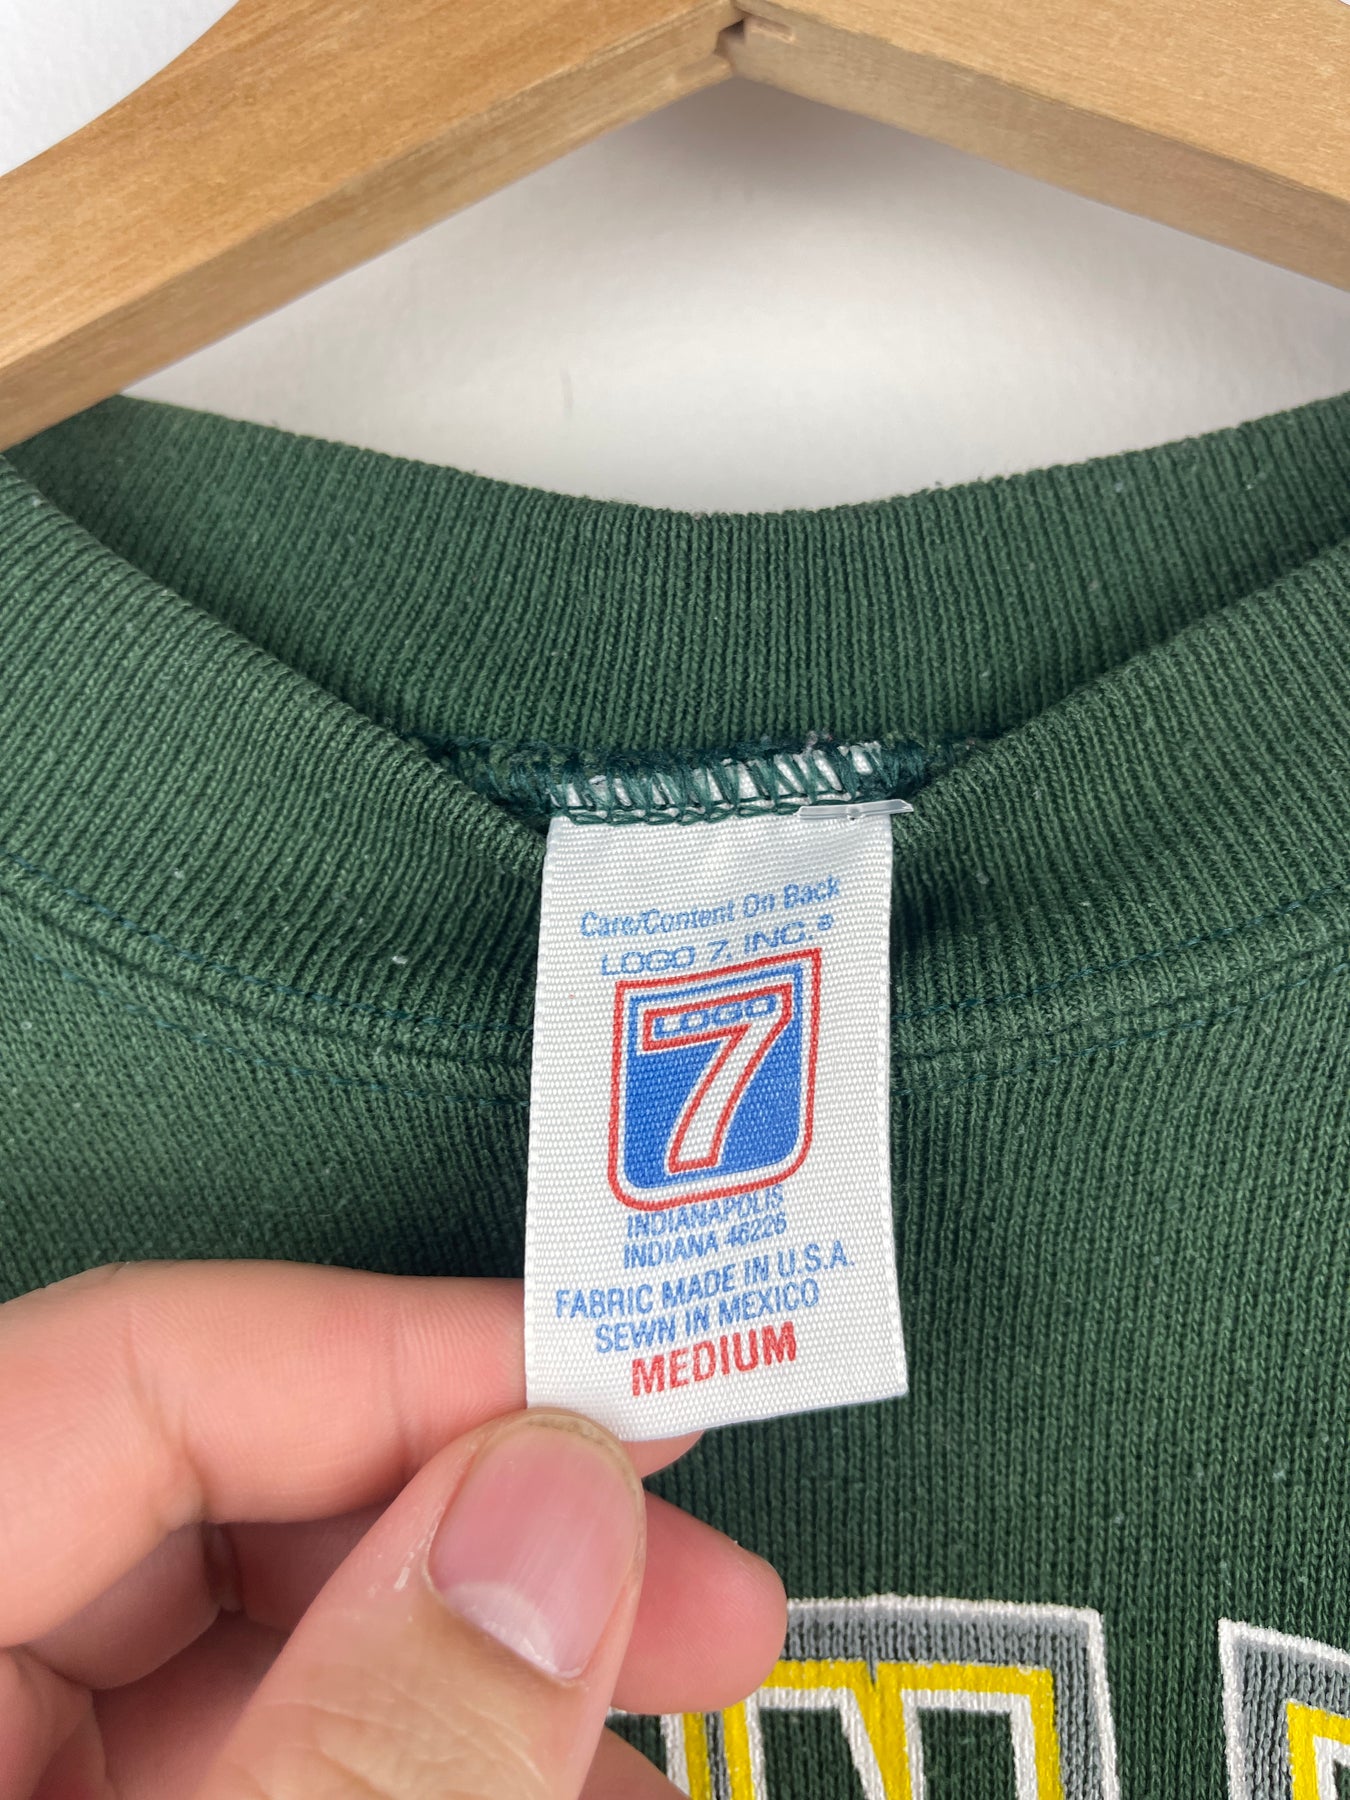 Care/Content On Back
LOGO 7, INC.®
LOGO
7
INDIANAPOLIS
INDIANA 46226
FABRIC MADE IN U.S.A.
SEWN IN MEXICO
MEDIUM